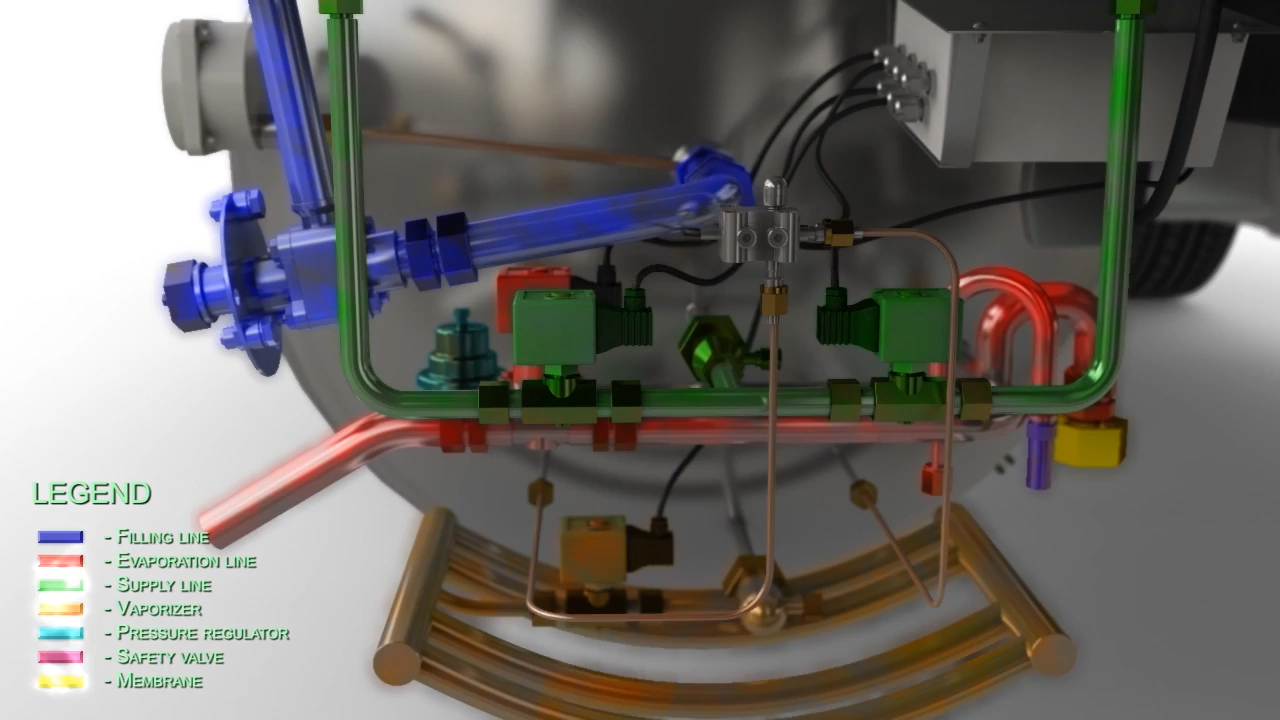 LEGEND
- Filling line
- Evaporation line
- Supply line
- Vaporizer
- Pressure regulator
- Safety valve
- Membrane